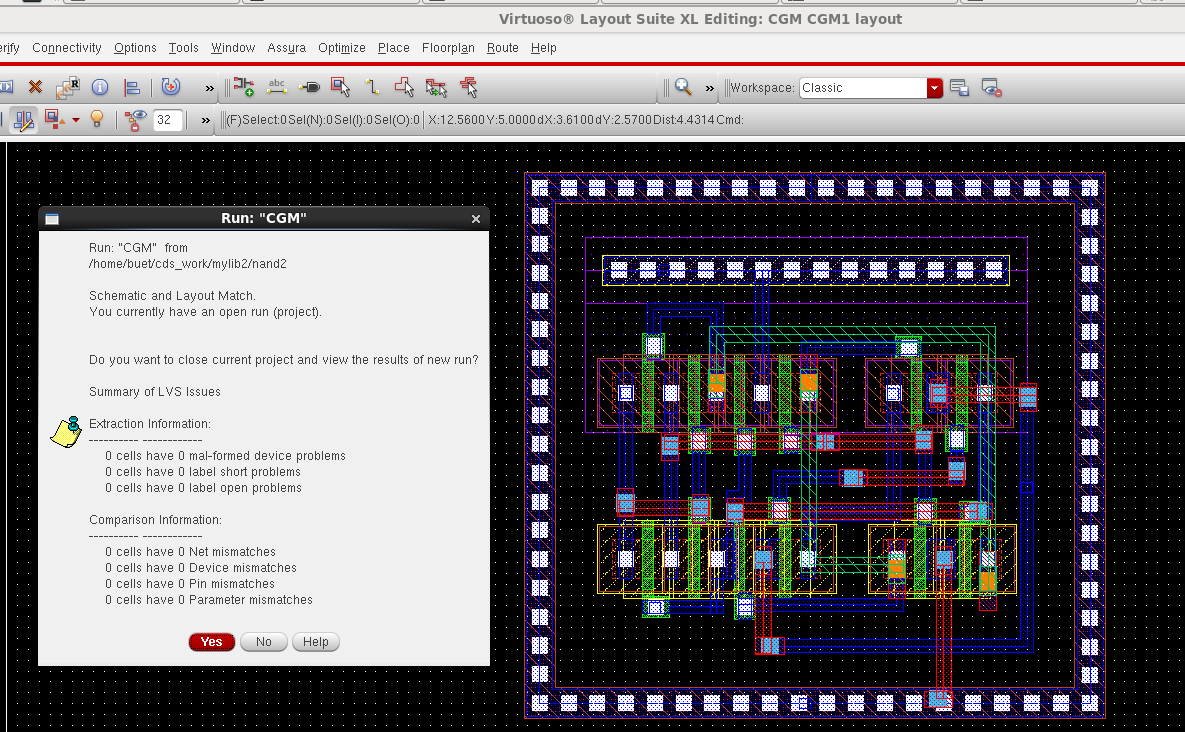 Virtuoso® Layout Suite XL Editing: CGM CGM1 layout
erify Connectivity Options Tools Window Assura Optimize Place Floorplan Route Help
R abc » » Workspace: Classic
32 » (F)Select:0 Sel(N):0 Sel(I):0 Sel(O):0 X:12.5600 Y:5.0000 dX:3.6100 dY:2.5700 Dist:4.4314 Cmd:
Run: "CGM"
Run: "CGM" from
/home/buet/cds_work/mylib2/nand2
Schematic and Layout Match.
You currently have an open run (project).
Do you want to close current project and view the results of new run?
Summary of LVS Issues
Extraction Information:
---------- ------------
0 cells have 0 mal-formed device problems
0 cells have 0 label short problems
0 cells have 0 label open problems
Comparison Information:
---------- ------------
0 cells have 0 Net mismatches
0 cells have 0 Device mismatches
0 cells have 0 Pin mismatches
0 cells have 0 Parameter mismatches
Yes No Help